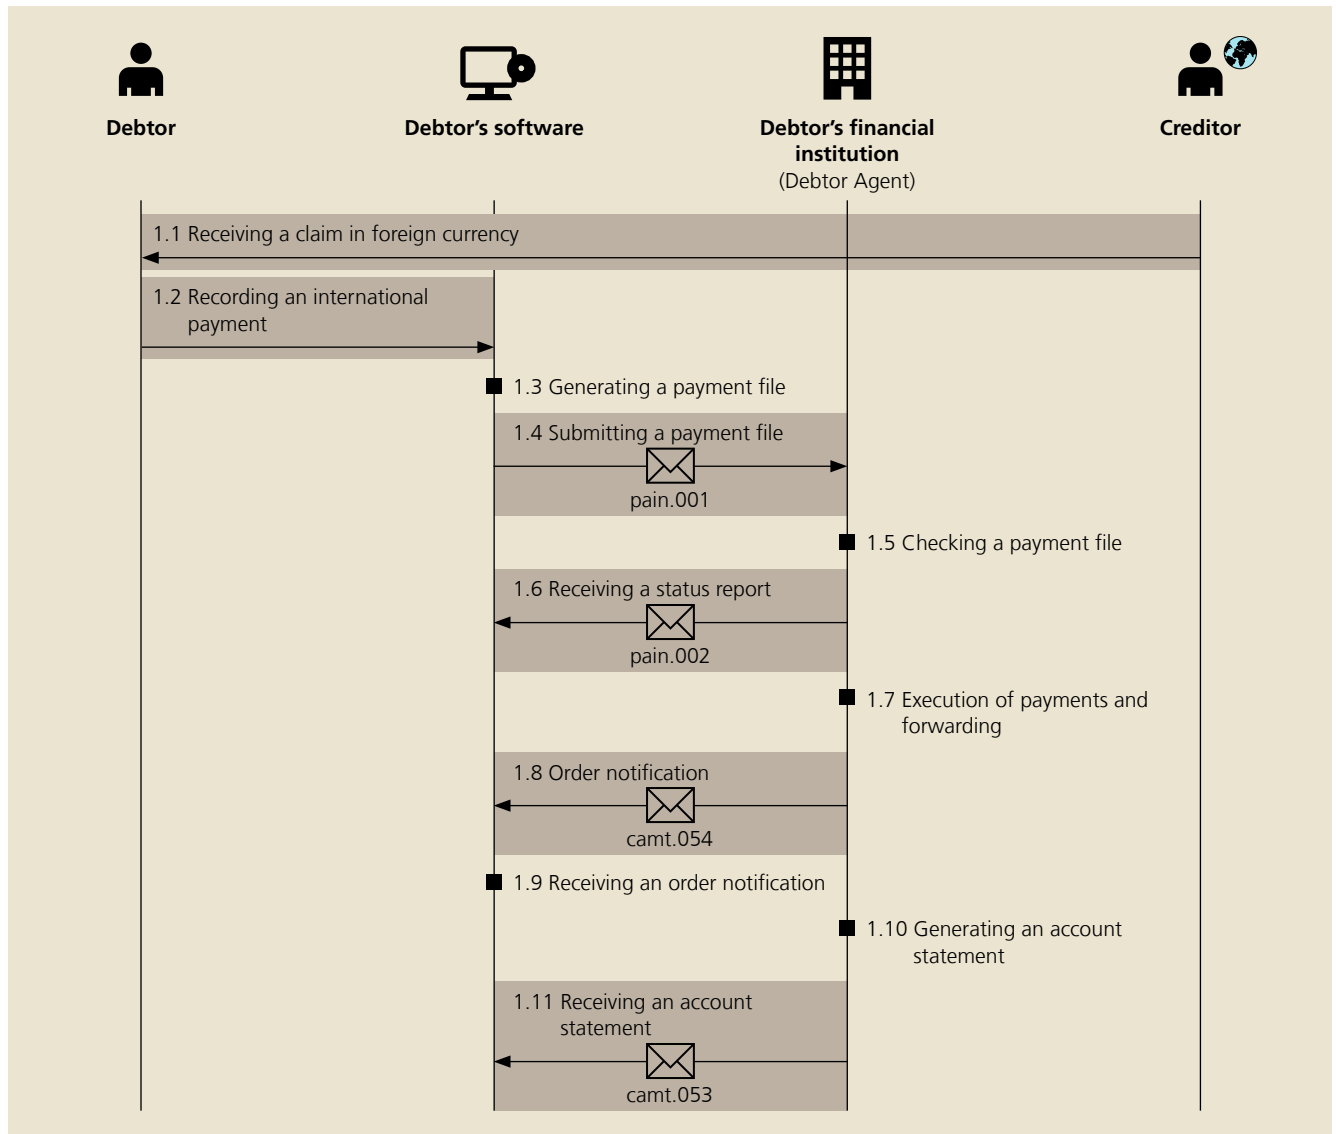 Debtor
Debtor’s software
Debtor’s financial
institution
(Debtor Agent)
Creditor
1.1 Receiving a claim in foreign currency
1.2 Recording an international
payment
1.3 Generating a payment file
1.4 Submitting a payment file
pain.001
1.5 Checking a payment file
1.6 Receiving a status report
pain.002
1.7 Execution of payments and
forwarding
1.8 Order notification
camt.054
1.9 Receiving an order notification
1.10 Generating an account
statement
1.11 Receiving an account
statement
camt.053